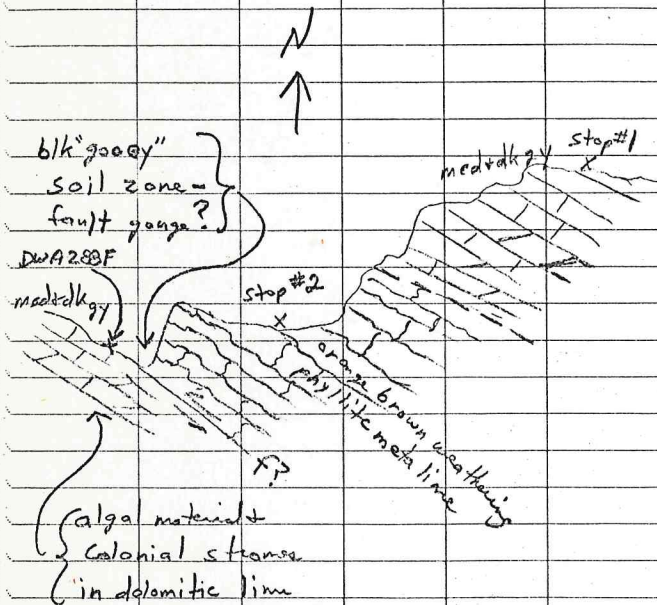 N
blk "gooey"
soil zone -
fault gouge?
DWA288F
med+dk gy
stop #2
x
med+dk gy
stop #1
x
orange brown weathering
phyllitic meta lime
f?
algal material+
Colonial stroms
in dolomitic lime